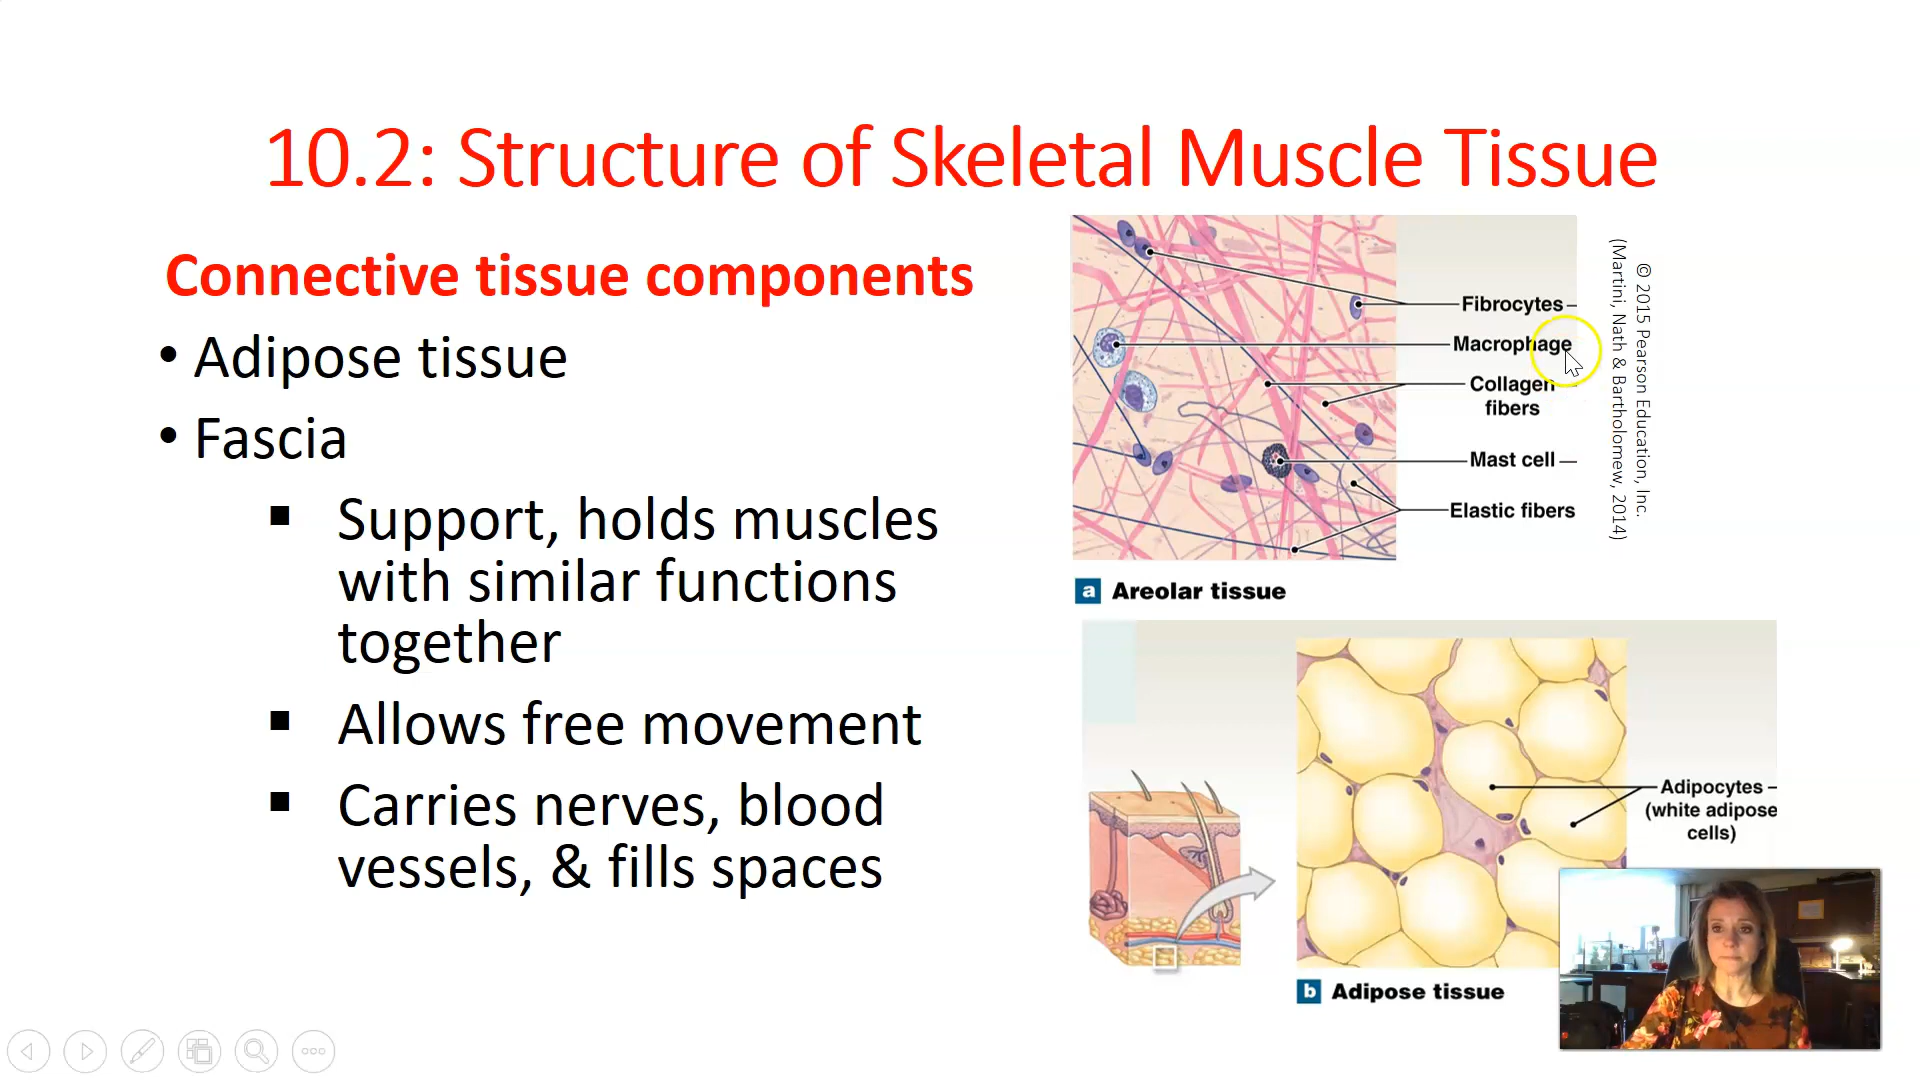 10.2: Structure of Skeletal Muscle Tissue
Connective tissue components
• Adipose tissue
• Fascia
▪ Support, holds muscles
with similar functions
together
▪ Allows free movement
▪ Carries nerves, blood
vessels, & fills spaces
Fibrocytes
Macrophage
Collagen
fibers
Mast cell
Elastic fibers
a Areolar tissue
© 2015 Pearson Education, Inc.
(Martini, Nath & Bartholomew, 2014)
Adipocytes
(white adipose
cells)
b Adipose tissue